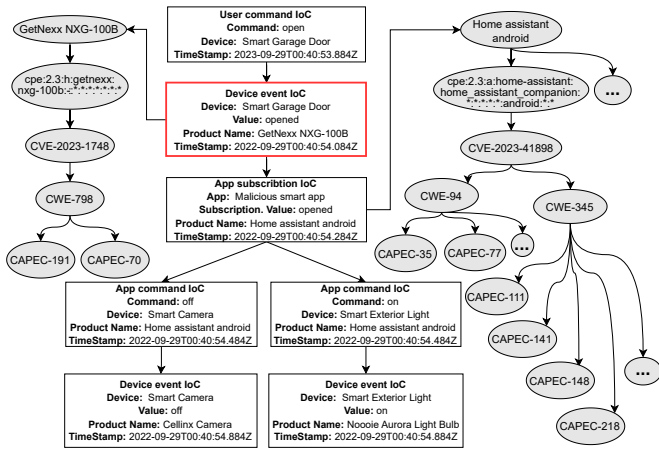 GetNexx NXG-100B
cpe:2.3:h:getnexx:
nxg-100b:-:*:*:*:*:*:*:*
CVE-2023-1748
CWE-798
CAPEC-191
CAPEC-70
User command IoC
Command: open
Device: Smart Garage Door
TimeStamp: 2023-09-29T00:40:53.884Z
Device event IoC
Device: Smart Garage Door
Value: opened
Product Name: GetNexx NXG-100B
TimeStamp: 2022-09-29T00:40:54.084Z
App subscribtion IoC
App: Malicious smart app
Subscription. Value: opened
Product Name: Home assistant android
TimeStamp: 2022-09-29T00:40:54.284Z
App command IoC
Command: off
Device: Smart Camera
Product Name: Home assistant android
TimeStamp: 2022-09-29T00:40:54.484Z
App command IoC
Command: on
Device: Smart Exterior Light
Product Name: Home assistant android
TimeStamp: 2022-09-29T00:40:54.484Z
Device event IoC
Device: Smart Camera
Value: off
Product Name: Cellinx Camera
TimeStamp: 2022-09-29T00:40:54.884Z
Device event IoC
Device: Smart Exterior Light
Value: on
Product Name: Noooie Aurora Light Bulb
TimeStamp: 2022-09-29T00:40:54.884Z
Home assistant
android
cpe:2.3:a:home-assistant:
home_assistant_companion:
*:*:*:*:*:android:*:*
...
CVE-2023-41898
CWE-94
CWE-345
CAPEC-35
CAPEC-77
...
CAPEC-111
CAPEC-141
CAPEC-148
...
CAPEC-218